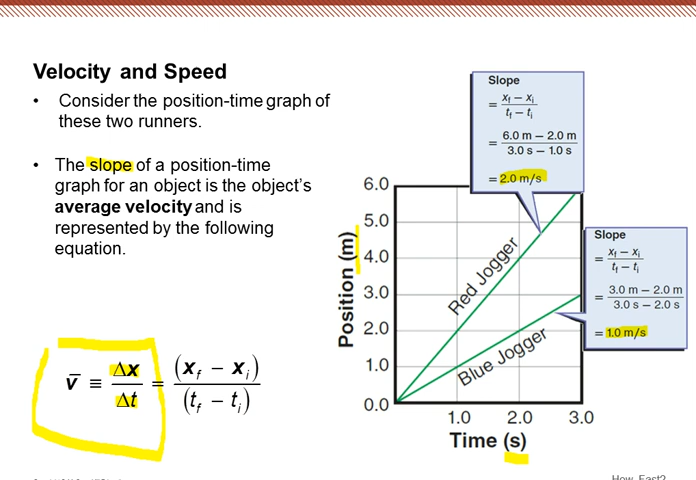 Velocity and Speed
• Consider the position-time graph of
these two runners.
• The slope of a position-time
graph for an object is the object's
average velocity and is
represented by the following
equation.
v̄ ≡ Δx / Δt = (x_f − x_i) / (t_f − t_i)
Slope
= x_f − x_i / t_f − t_i
= 6.0 m − 2.0 m / 3.0 s − 1.0 s
= 2.0 m/s
Slope
= x_f − x_i / t_f − t_i
= 3.0 m − 2.0 m / 3.0 s − 2.0 s
= 1.0 m/s
Position (m)
6.0
5.0
4.0
3.0
2.0
1.0
0.0
Red Jogger
Blue Jogger
1.0 2.0 3.0
Time (s)
How Fast?